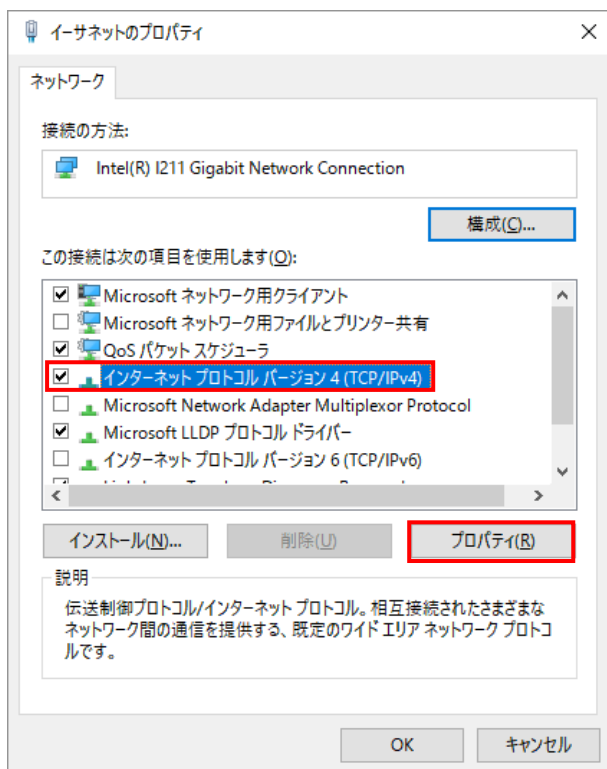 イーサネットのプロパティ
ネットワーク
接続の方法:
Intel(R) I211 Gigabit Network Connection
構成(C)...
この接続は次の項目を使用します(O):
Microsoft ネットワーク用クライアント
Microsoft ネットワーク用ファイルとプリンター共有
QoS パケット スケジューラ
インターネット プロトコル バージョン 4 (TCP/IPv4)
Microsoft Network Adapter Multiplexor Protocol
Microsoft LLDP プロトコル ドライバー
インターネット プロトコル バージョン 6 (TCP/IPv6)
インストール(N)...
削除(U)
プロパティ(R)
説明
伝送制御プロトコル/インターネット プロトコル。相互接続されたさまざまな
ネットワーク間の通信を提供する、既定のワイド エリア ネットワーク プロトコ
ルです。
OK
キャンセル